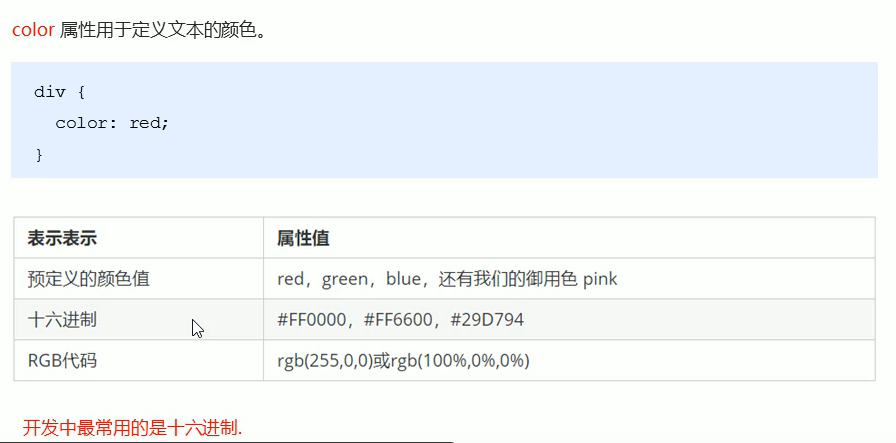 color 属性用于定义文本的颜色。
div {
  color: red;
}
表示表示 属性值
预定义的颜色值 red，green，blue，还有我们的御用色 pink
十六进制 #FF0000，#FF6600，#29D794
RGB代码 rgb(255,0,0)或rgb(100%,0%,0%)
开发中最常用的是十六进制.